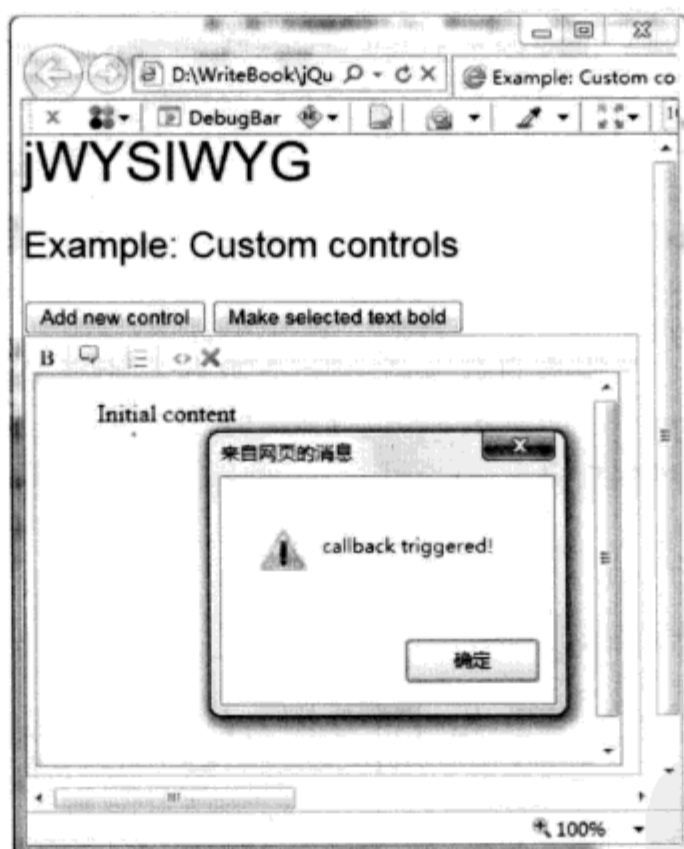 D:\WriteBook\jQu
Example: Custom co
DebugBar
jWYSIWYG
Example: Custom controls
Add new control Make selected text bold
B
Initial content
来自网页的消息
callback triggered!
确定
100%